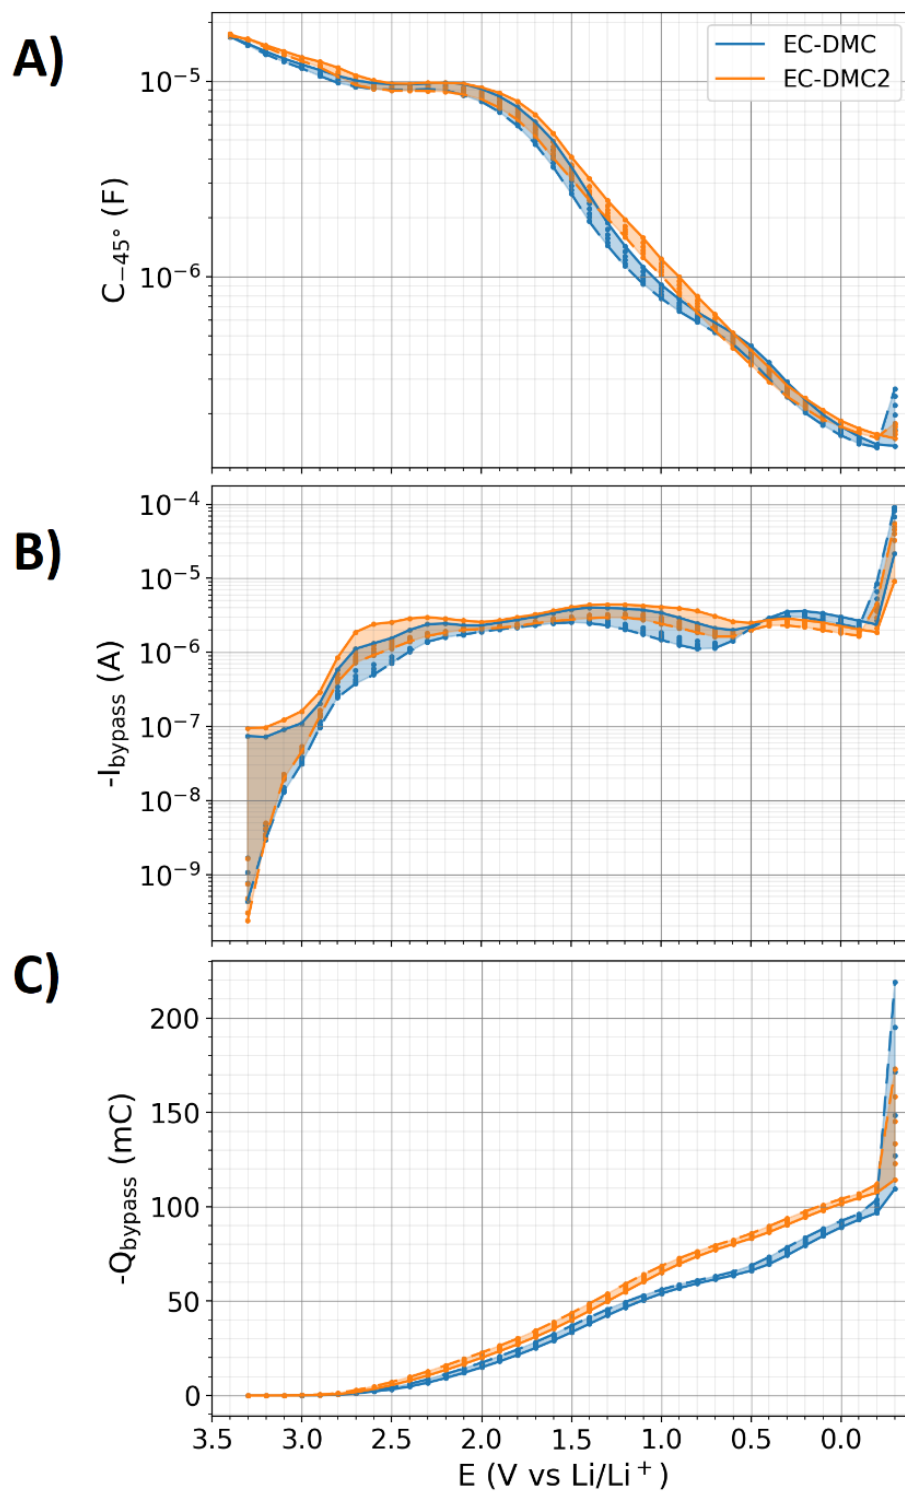 A)
EC-DMC
EC-DMC2
10⁻⁵
10⁻⁶
C₋₄₅° (F)
B)
10⁻⁴
10⁻⁵
10⁻⁶
10⁻⁷
10⁻⁸
10⁻⁹
-I_bypass (A)
C)
200
150
100
50
0
-Q_bypass (mC)
3.5 3.0 2.5 2.0 1.5 1.0 0.5 0.0
E (V vs Li/Li⁺)